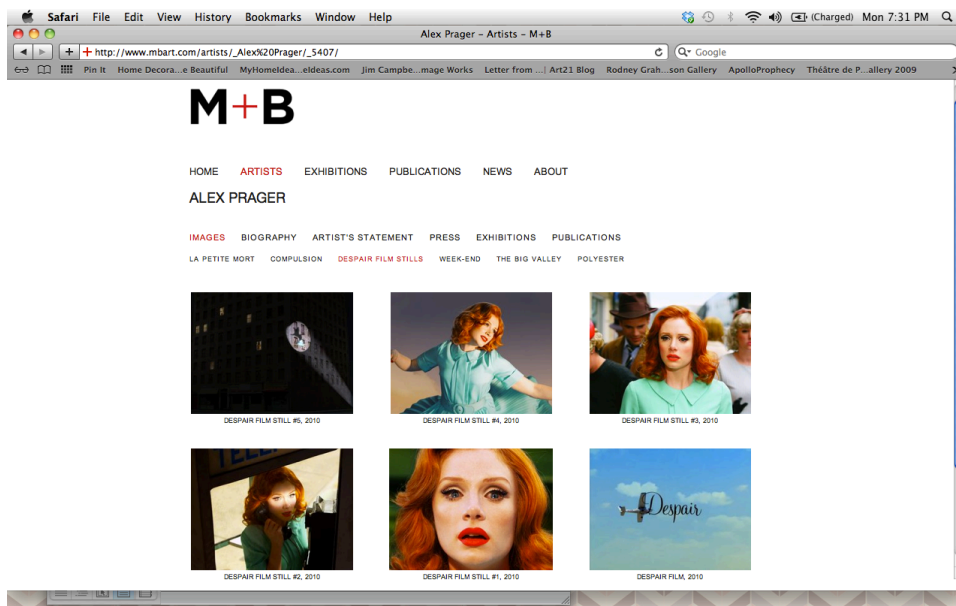 Safari File Edit View History Bookmarks Window Help (Charged) Mon 7:31 PM
Alex Prager – Artists – M+B
http://www.mbart.com/artists/_Alex%20Prager/_5407/ Google
Pin It Home Decora...e Beautiful MyHomeIdea...eIdeas.com Jim Campbe...mage Works Letter from ...| Art21 Blog Rodney Grah...son Gallery ApolloProphecy Théâtre de P...allery 2009
M+B
HOME ARTISTS EXHIBITIONS PUBLICATIONS NEWS ABOUT
ALEX PRAGER
IMAGES BIOGRAPHY ARTIST'S STATEMENT PRESS EXHIBITIONS PUBLICATIONS
LA PETITE MORT COMPULSION DESPAIR FILM STILLS WEEK-END THE BIG VALLEY POLYESTER
DESPAIR FILM STILL #5, 2010 DESPAIR FILM STILL #4, 2010 DESPAIR FILM STILL #3, 2010
Despair
DESPAIR FILM STILL #2, 2010 DESPAIR FILM STILL #1, 2010 DESPAIR FILM, 2010